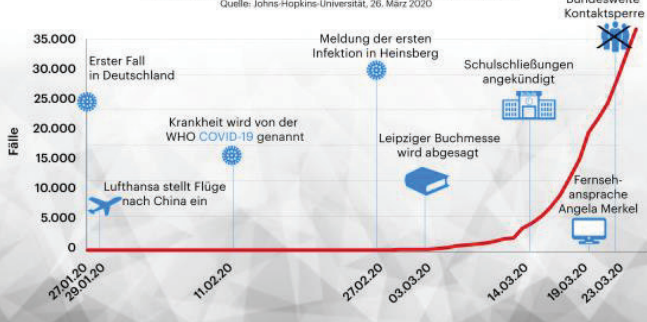 Quelle: Johns-Hopkins-Universität, 26. März 2020
Bundesweite
Kontaktsperre
Meldung der ersten
Infektion in Heinsberg
Schulschließungen
angekündigt
Erster Fall
in Deutschland
Krankheit wird von der
WHO COVID-19 genannt
Leipziger Buchmesse
wird abgesagt
Lufthansa stellt Flüge
nach China ein
Fernseh-
ansprache
Angela Merkel
Fälle
35.000
30.000
25.000
20.000
15.000
10.000
5.000
0
27.01.20
29.01.20
11.02.20
27.02.20
03.03.20
14.03.20
19.03.20
23.03.20